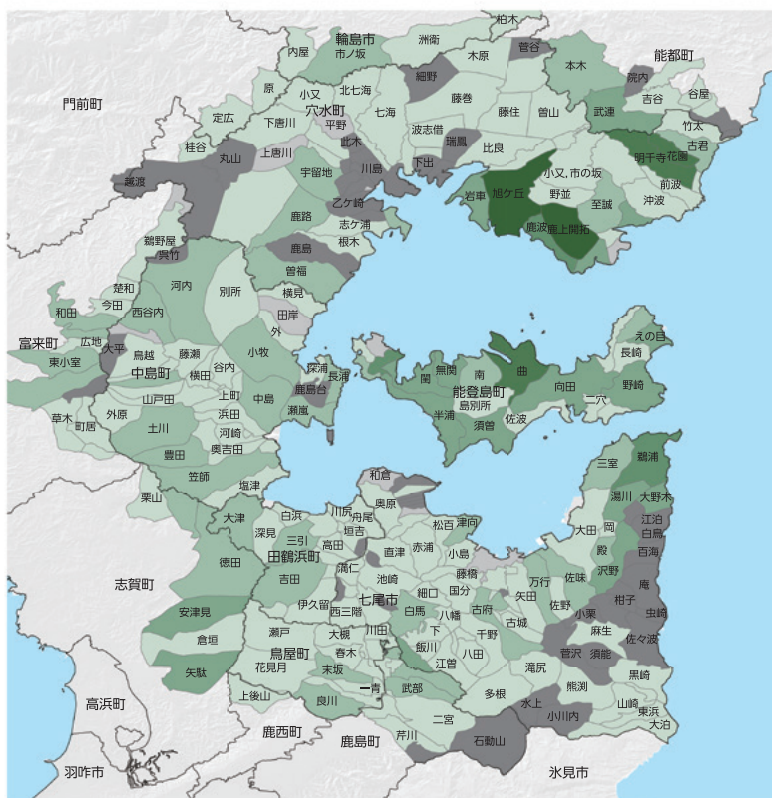 柏木
輪島市
洲衛
内屋
市ノ坂
木原
菅谷
能都町
本木
院内
門前町
細野
原
小又
北七海
谷屋
穴水町
七海
藤巻
吉谷
定広
下唐川
平野
藤住
曽山
武連
竹太
波志借
瑞鳳
古君
桂谷
丸山
上唐川
此木
比良
明千寺
花園
越渡
川島
下出
小又,市の坂
宇留地
前波
岩車
旭ケ丘
野並
乙ケ崎
至誠
沖波
鹿路
志ケ浦
鹿波
鹿上開拓
鵜野屋
根木
呉竹
鹿島
曽福
河内
別所
横見
楚和
今田
田岸
和田
西谷内
外
えの目
富来町
広地
大平
小牧
長崎
東小室
鳥越
藤瀬
谷内
深浦
長浦
閨
無関
南
曲
中島町
横田
能登島町
向田
野崎
鹿島台
山戸田
上町
中島
島別所
二穴
草木
町居
外原
浜田
瀬嵐
半浦
須曽
佐波
土川
河崎
奥吉田
豊田
鵜浦
笠師
三室
和倉
栗山
塩津
湯川
大野木
奥原
大津
白浜
川尻
舟尾
江泊
深見
松百
津向
大田
岡
白鳥
三引
垣吉
田鶴浜町
高田
赤浦
直津
小島
殿
百海
徳田
満仁
藤橋
沢野
志賀町
吉田
池崎
国分
万行
佐味
庵
細口
矢田
柑子
七尾市
伊久留
西三階
白馬
八幡
古府
佐野
小栗
虫崎
安津見
川田
下
古城
麻生
瀬戸
大槻
千野
佐々波
倉垣
鳥屋町
春木
飯川
八田
菅沢
須能
花見月
江曽
滝尻
黒崎
矢駄
末坂
一青
武部
多根
熊渕
上後山
良川
水上
山崎
高浜町
二宮
小川内
東浜
鹿西町
大泊
鹿島町
芹川
石動山
羽咋市
氷見市